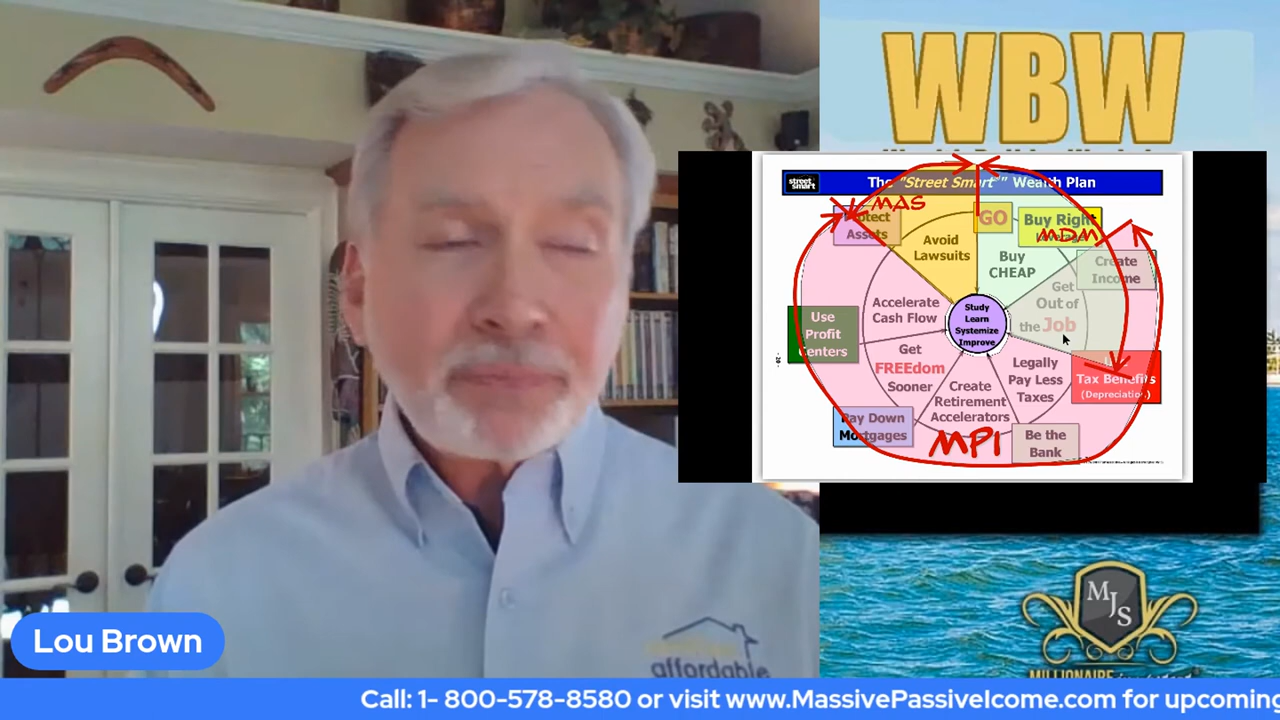 WBW
street smart
The "Street Smart" Wealth Plan
MAS
GO
Buy Right
MDM
Assets
Avoid
Lawsuits
Buy
CHEAP
Create
Income
Get
Out of
the Job
Accelerate
Cash Flow
Study
Learn
Systemize
Improve
Use
Profit
Centers
Get
FREEdom
Sooner
Legally
Pay Less
Taxes
Tax Benefits
(Depreciation)
Create
Retirement
Accelerators
Pay Down
Mortgages
MPI
Be the
Bank
MJS
MILLIONAIRE
affordable
Lou Brown
Call: 1- 800-578-8580 or visit www.MassivePassiveIcome.com for upcoming